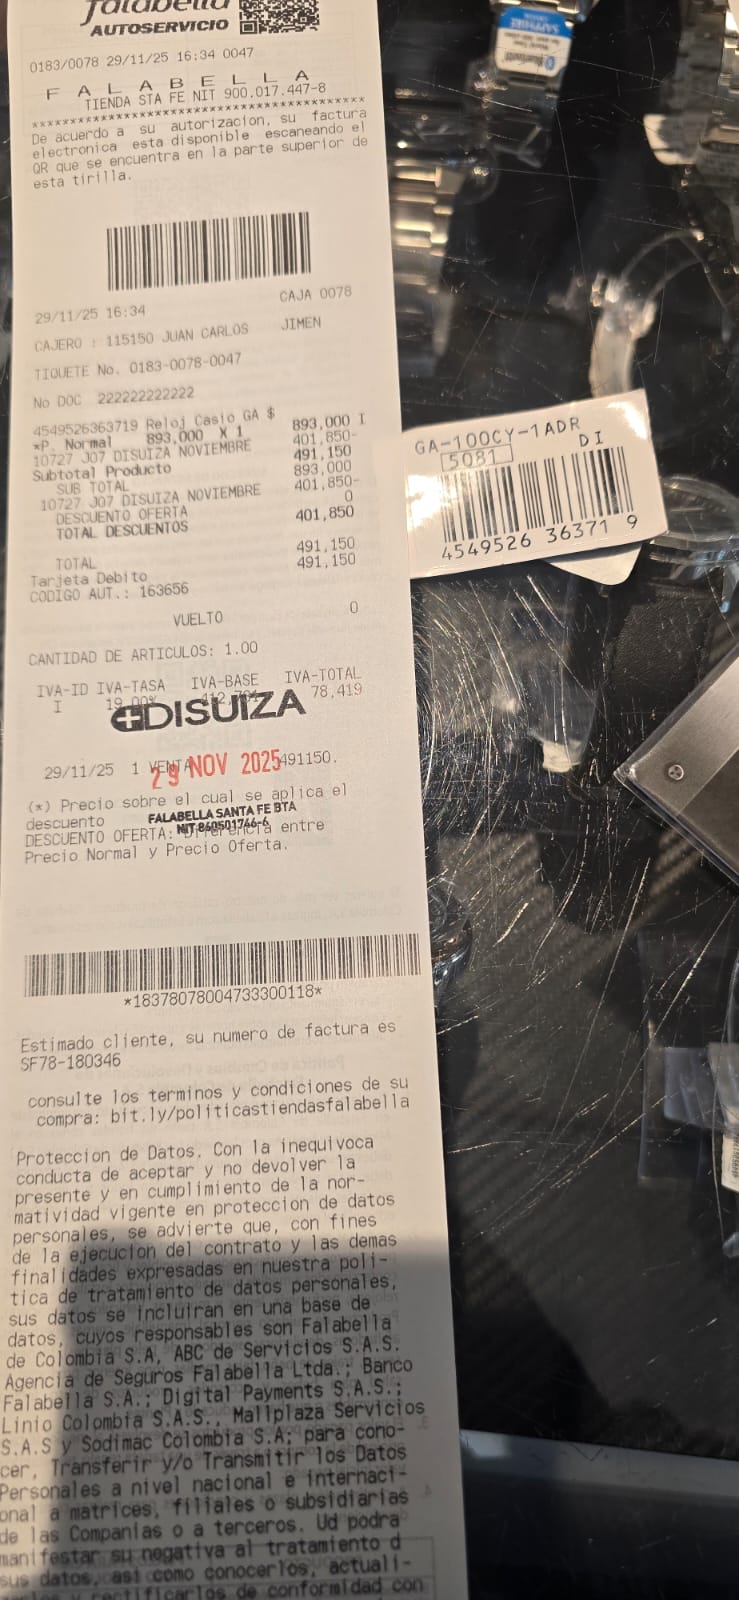 falabella
AUTOSERVICIO
0183/0078 29/11/25 16:34 0047
F A L A B E L L A
TIENDA STA FE NIT 900.017.447-8
****************************************
De acuerdo a su autorizacion, su factura
electronica esta disponible escaneando el
QR que se encuentra en la parte superior de
esta tirilla.
29/11/25 16:34 CAJA 0078
CAJERO : 115150 JUAN CARLOS JIMEN
TIQUETE No. 0183-0078-0047
No DOC 222222222222
4549526363719 Reloj Casio GA $ 893,000 I
*P. Normal 893,000 X 1
10727 J07 DISUIZA NOVIEMBRE 401,850-
Subtotal Producto 491,150
SUB TOTAL 893,000
10727 J07 DISUIZA NOVIEMBRE 401,850-
DESCUENTO OFERTA 0
TOTAL DESCUENTOS 401,850
TOTAL 491,150
Tarjeta Debito 491,150
CODIGO AUT.: 163656
VUELTO 0
CANTIDAD DE ARTICULOS: 1.00
IVA-ID IVA-TASA IVA-BASE IVA-TOTAL
I 19.00% 78,419
DISUIZA
29/11/25 1 VENTA 491150.
29 NOV 2025
(*) Precio sobre el cual se aplica el
descuento
FALABELLA SANTA FE BTA
NIT 860501746-6
DESCUENTO OFERTA: Diferencia entre
Precio Normal y Precio Oferta.
*18378078004733300118*
Estimado cliente, su numero de factura es
SF78-180346
consulte los terminos y condiciones de su
compra: bit.ly/politicastiendasfalabella
Proteccion de Datos. Con la inequivoca
conducta de aceptar y no devolver la
presente y en cumplimiento de la nor-
matividad vigente en proteccion de datos
personales, se advierte que, con fines
de la ejecucion del contrato y las demas
finalidades expresadas en nuestra poli-
tica de tratamiento de datos personales,
sus datos se incluiran en una base de
datos, cuyos responsables son Falabella
de Colombia S.A, ABC de Servicios S.A.S.
Agencia de Seguros Falabella Ltda.; Banco
Falabella S.A.; Digital Payments S.A.S.;
Linio Colombia S.A.S., Mallplaza Servicios
S.A.S y Sodimac Colombia S.A; para cono-
cer, Transferir y/o Transmitir los Datos
Personales a nivel nacional e internaci-
onal a matrices, filiales o subsidiarias
de las Companias o a terceros. Ud podra
manifestar su negativa al tratamiento d
sus datos, asi como conocerlos, actuali-
rectificarlos de conformidad con
GA-100CY-1ADR
5081 DI
4549526 36371 9
SAPPHIRE
Bluetooth